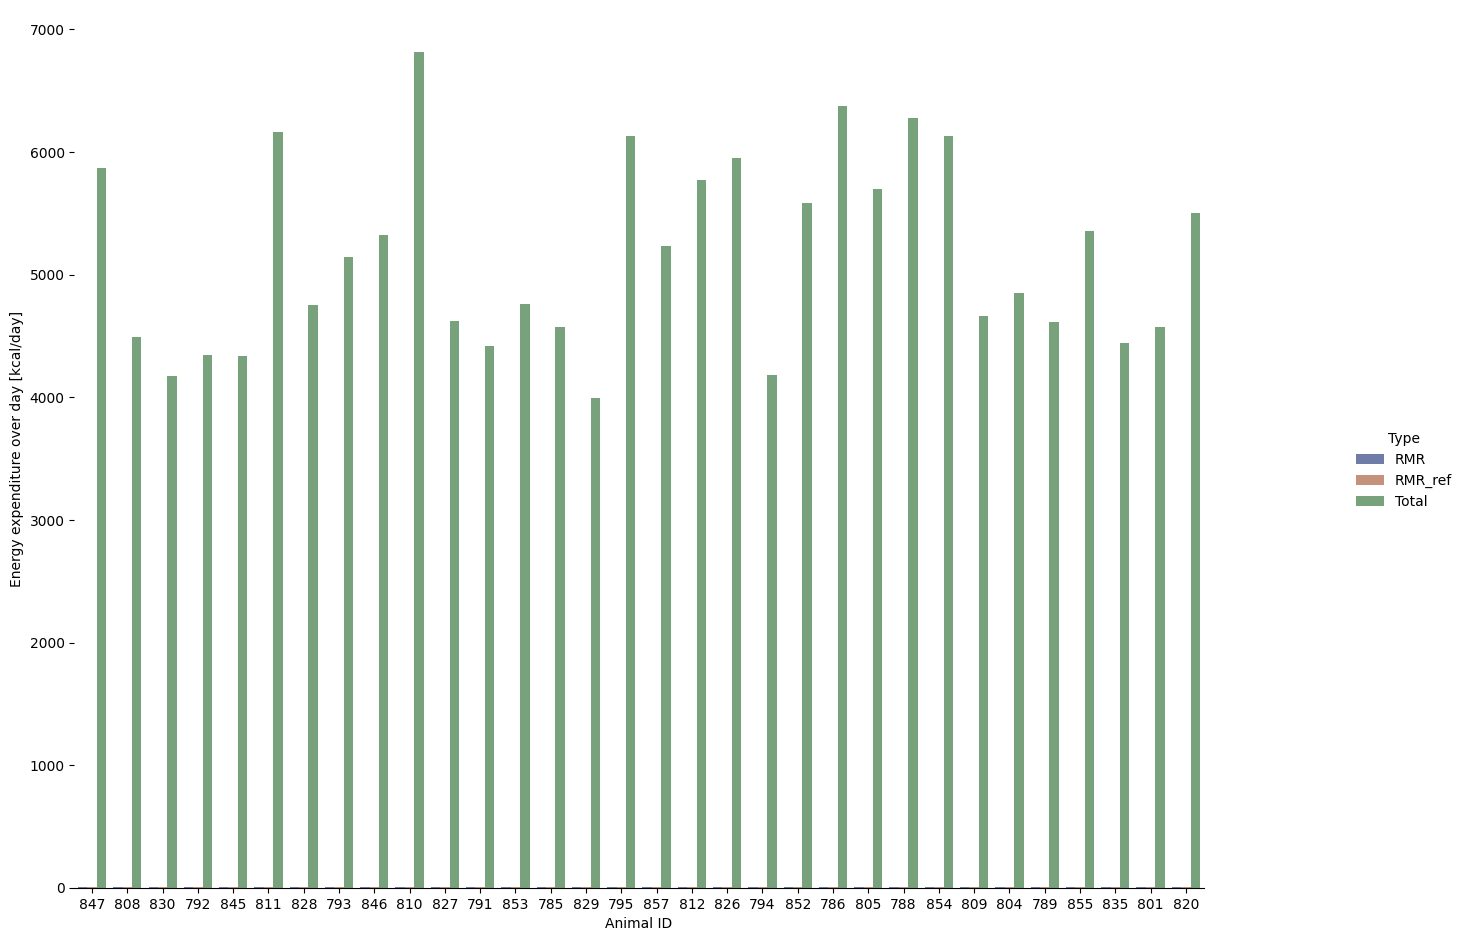 7000
6000
5000
4000
3000
2000
1000
0
Energy expenditure over day [kcal/day]
847 808 830 792 845 811 828 793 846 810 827 791 853 785 829 795 857 812 826 794 852 786 805 788 854 809 804 789 855 835 801 820
Animal ID
Type
RMR
RMR_ref
Total